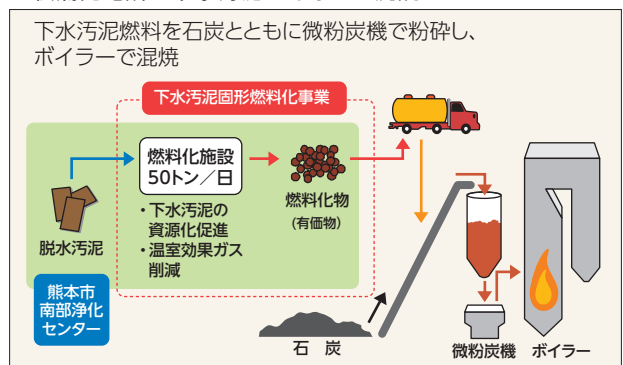 下水汚泥燃料を石炭とともに微粉炭機で粉砕し、
ボイラーで混焼
下水汚泥固形燃料化事業
燃料化施設
50トン／日
・下水汚泥の
資源化促進
・温室効果ガス
削減
燃料化物
(有価物)
脱水汚泥
熊本市
南部浄化
センター
石 炭
微粉炭機
ボイラー